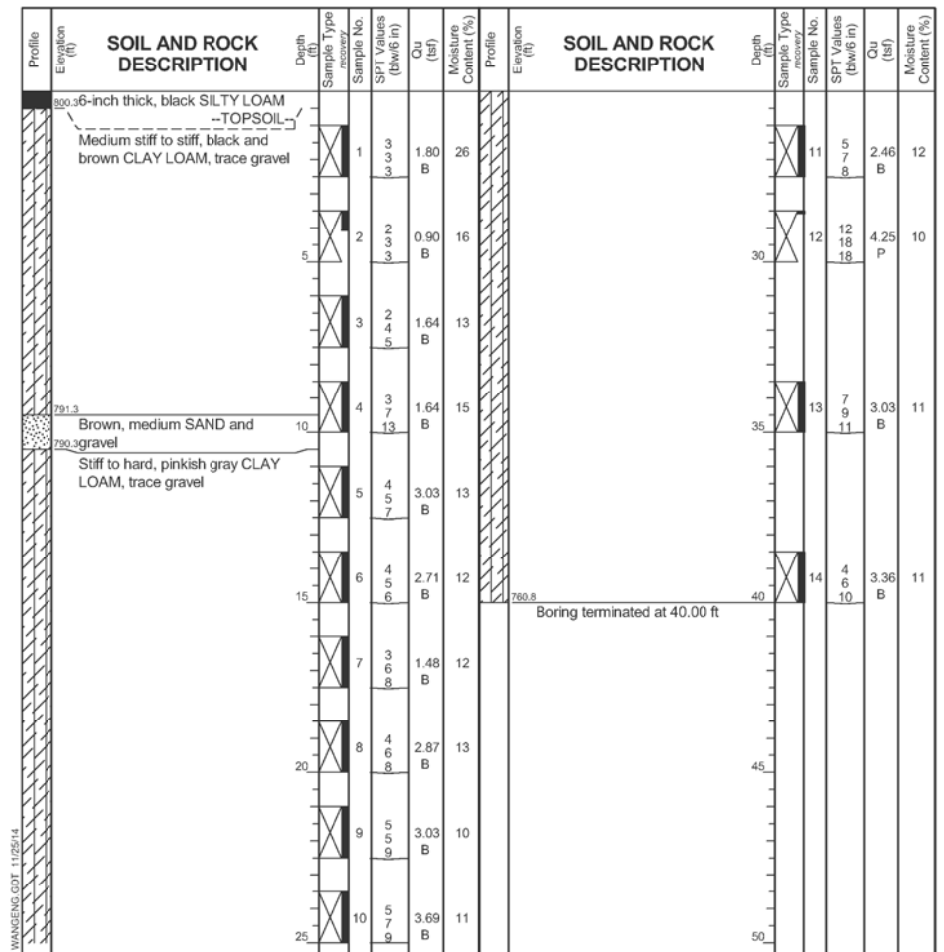 Profile
Elevation (ft)
SOIL AND ROCK
DESCRIPTION
Depth (ft)
Sample Type
recovery
Sample No.
SPT Values (blw/6 in)
Qu (tsf)
Moisture Content (%)
Profile
Elevation (ft)
SOIL AND ROCK
DESCRIPTION
Depth (ft)
Sample Type
recovery
Sample No.
SPT Values (blw/6 in)
Qu (tsf)
Moisture Content (%)
800.3 6-inch thick, black SILTY LOAM
--TOPSOIL--
Medium stiff to stiff, black and
brown CLAY LOAM, trace gravel
3
1 3 1.80 26
3 B
2
2 3 0.90 16
5 3 B
2
3 4 1.64 13
5 B
791.3
3
4 7 1.64 15
10 13 B
Brown, medium SAND and
790.3 gravel
Stiff to hard, pinkish gray CLAY
LOAM, trace gravel
4
5 5 3.03 13
7 B
4
6 5 2.71 12
15 6 B
3
7 6 1.48 12
8 B
4
8 6 2.87 13
20 8 B
5
9 5 3.03 10
9 B
5
10 7 3.69 11
25 9 B
5
11 7 2.46 12
8 B
12
12 18 4.25 10
30 18 P
7
13 9 3.03 11
35 11 B
4
14 6 3.36 11
760.8 40 10 B
Boring terminated at 40.00 ft
45
50
WANGENG.GDT 11/25/14